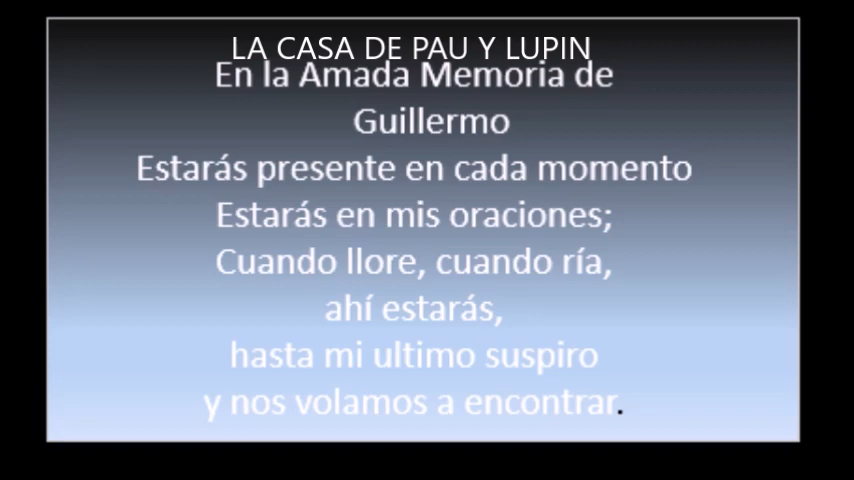 LA CASA DE PAU Y LUPIN
En la Amada Memoria de
Guillermo
Estarás presente en cada momento
Estarás en mis oraciones;
Cuando llore, cuando ría,
ahí estarás,
hasta mi ultimo suspiro
y nos volamos a encontrar.